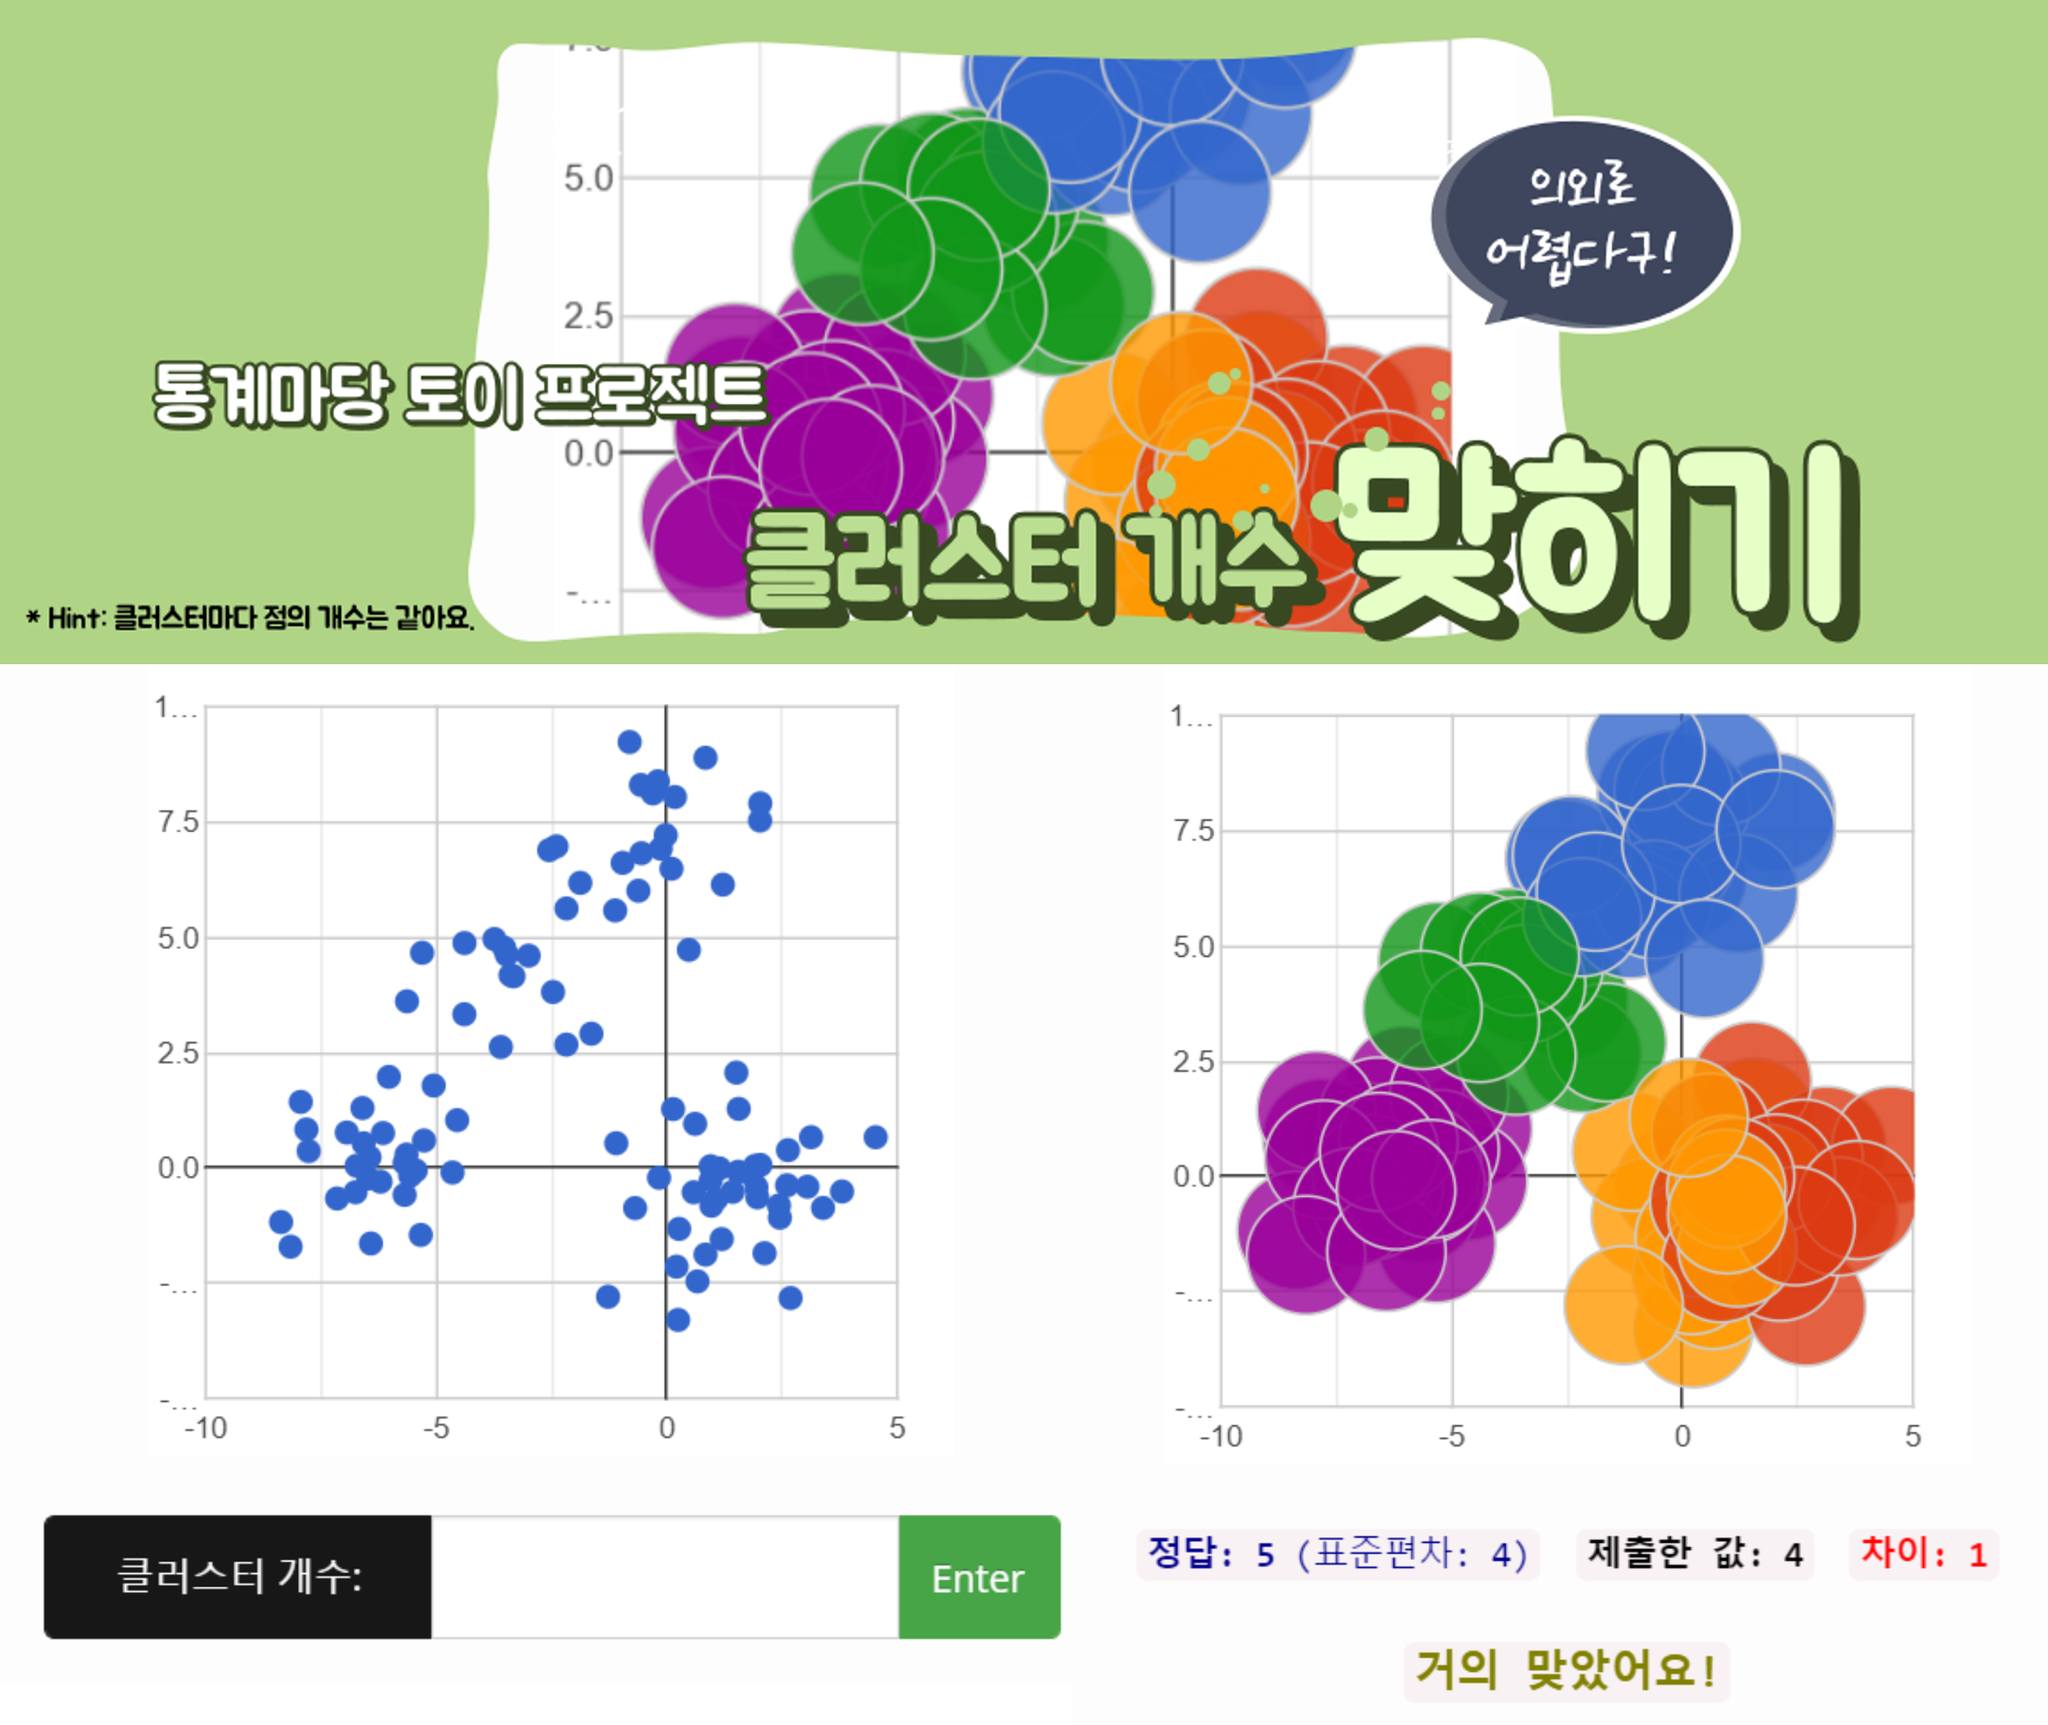 7.5
5.0
2.5
0.0
-...
의외로
어렵다구!
통계마당 토이 프로젝트
클러스터 개수 맞히기
* Hint: 클러스터마다 점의 개수는 같아요.
1...
7.5
5.0
2.5
0.0
-...
-...
-10 -5 0 5
1...
7.5
5.0
2.5
0.0
-...
-...
-10 -5 0 5
클러스터 개수: Enter
정답: 5 (표준편차: 4) 제출한 값: 4 차이: 1
거의 맞았어요!